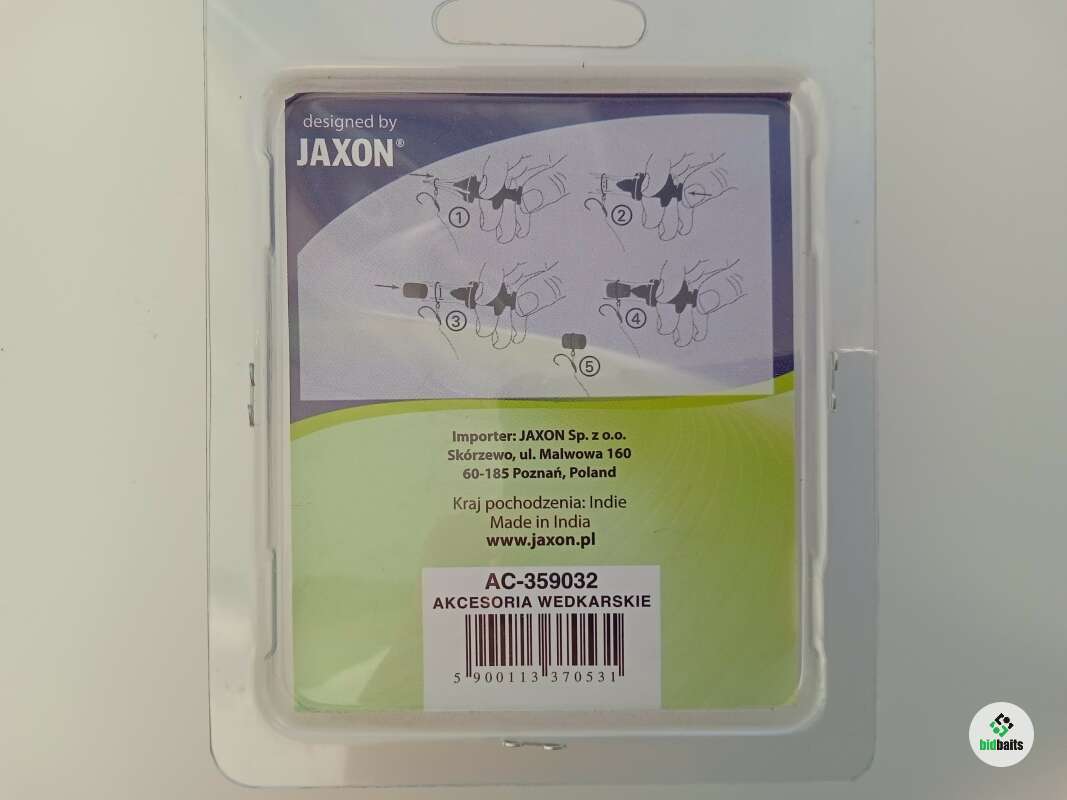 designed by
JAXON®
1
2
3
4
5
Importer: JAXON Sp. z o.o.
Skórzewo, ul. Malwowa 160
60-185 Poznań, Poland
Kraj pochodzenia: Indie
Made in India
www.jaxon.pl
AC-359032
AKCESORIA WEDKARSKIE
5 900113 370531
bidbaits